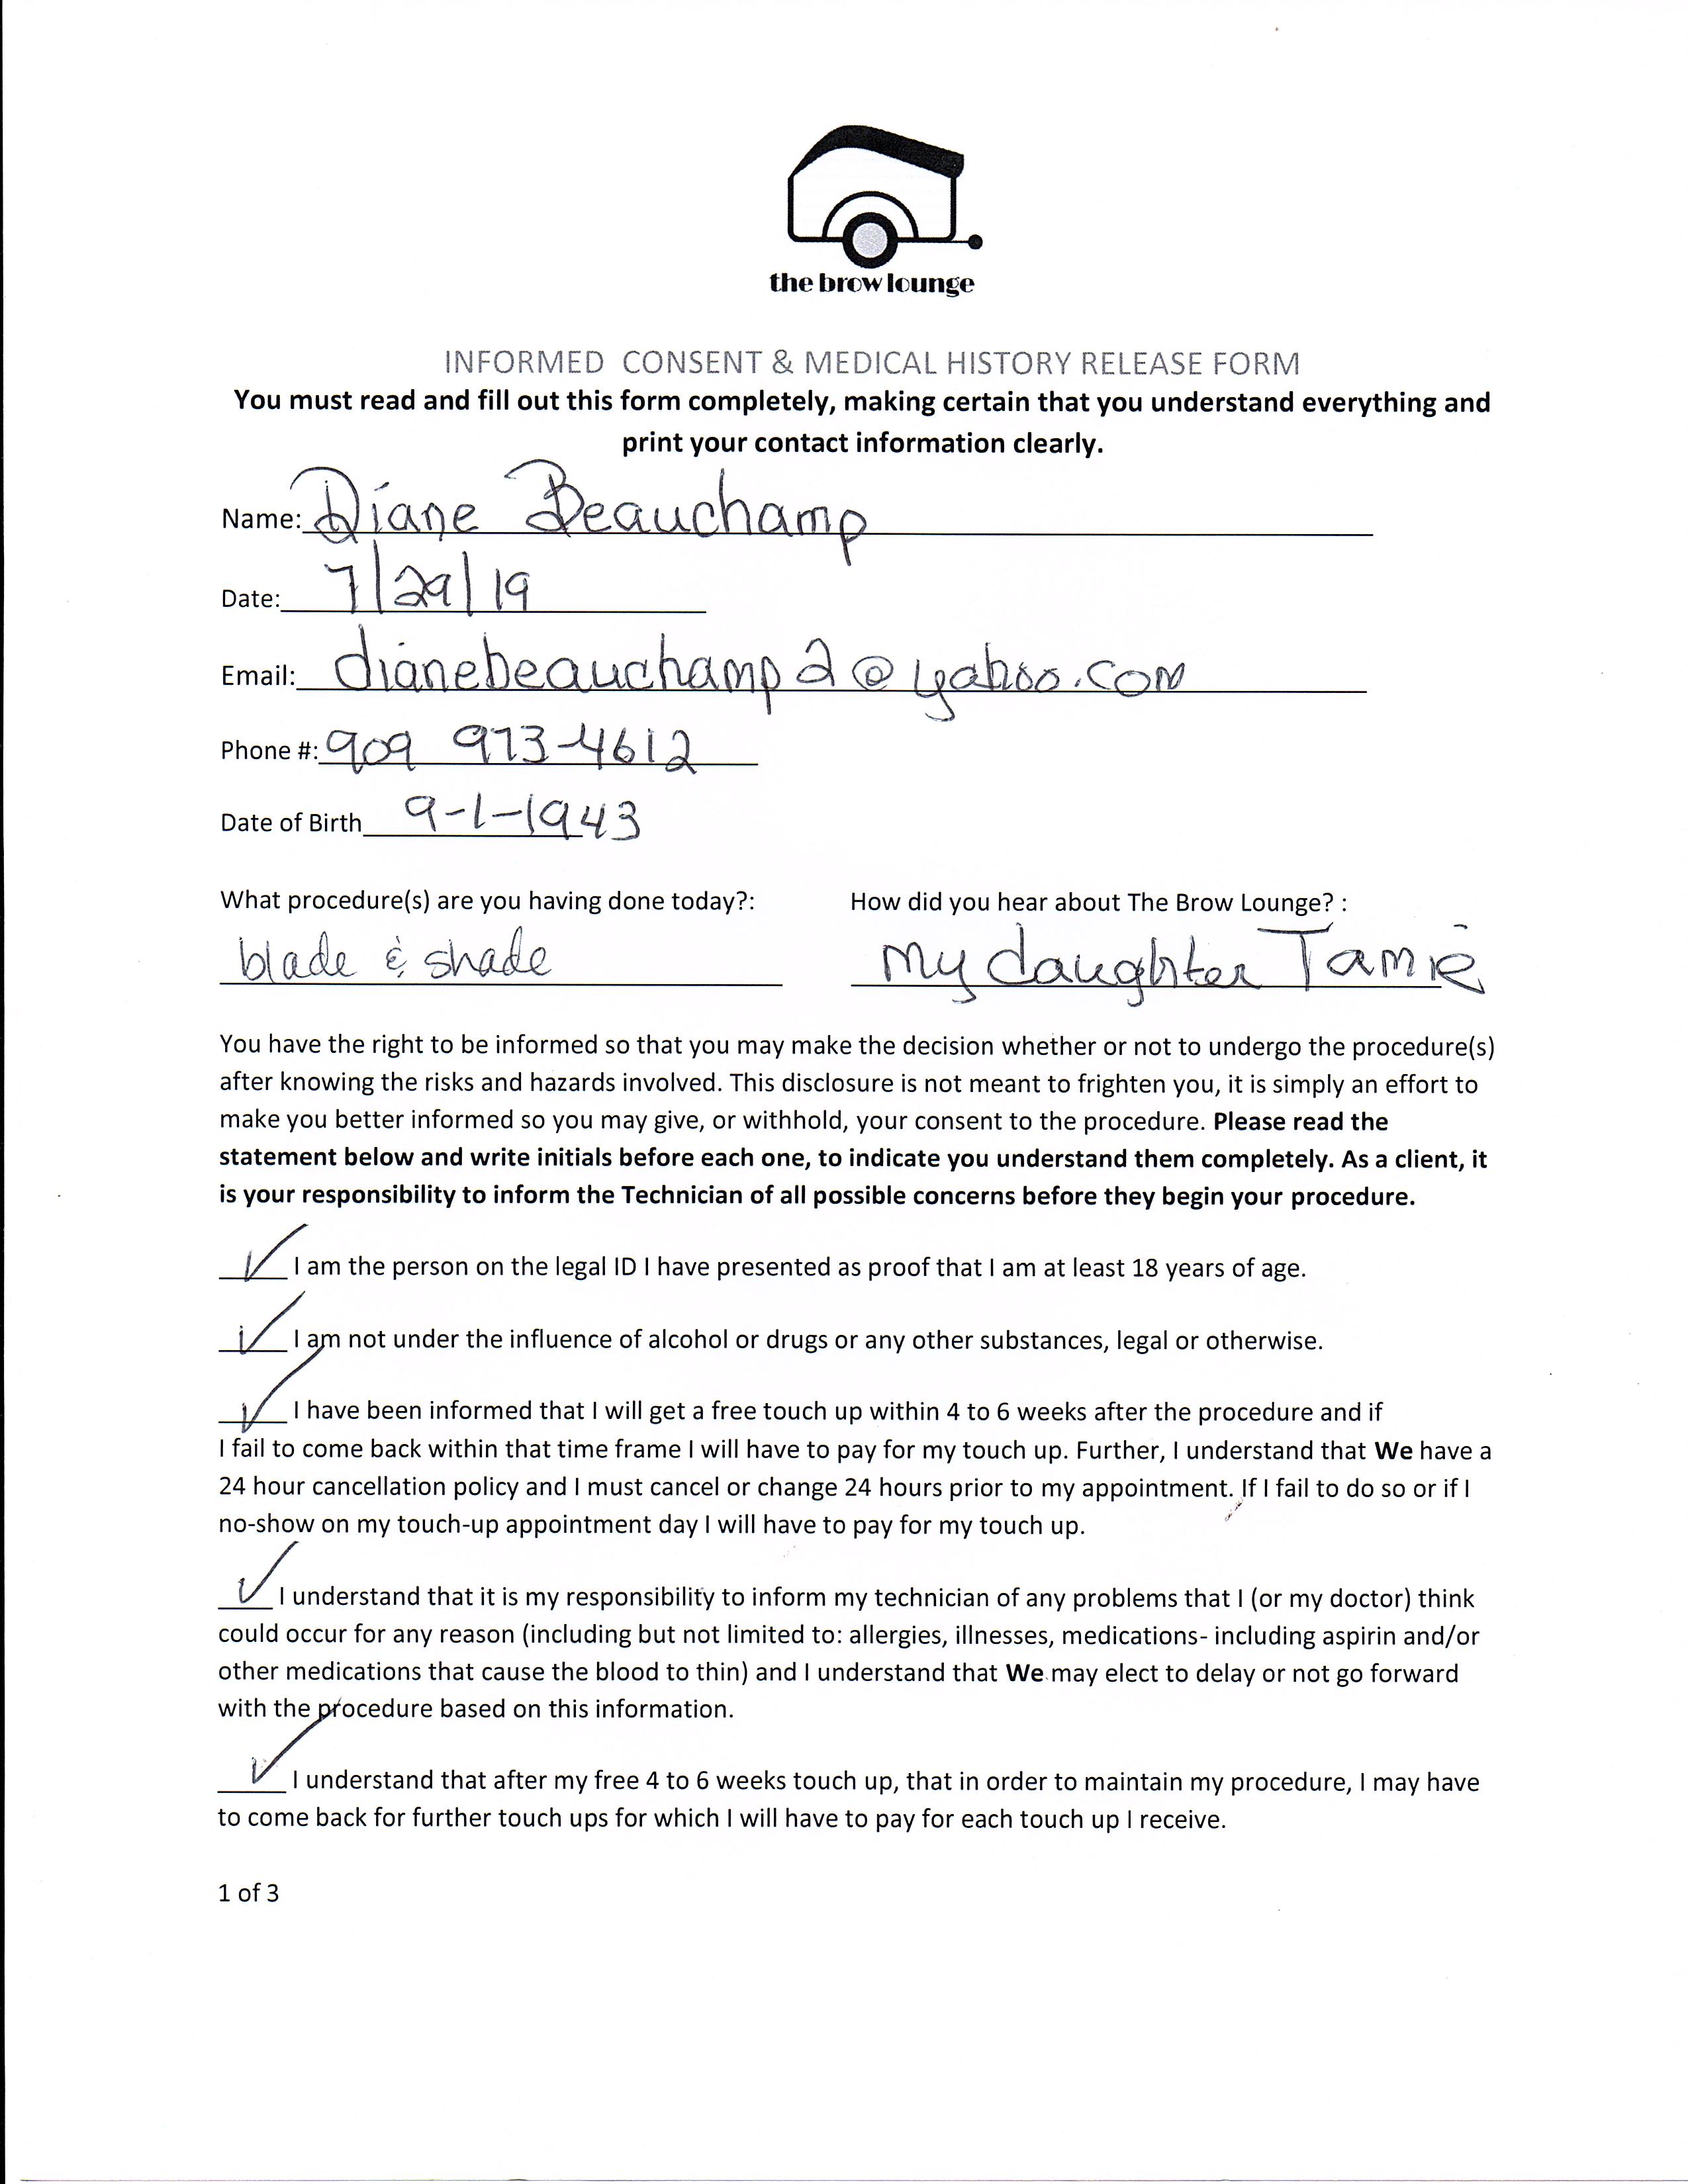 the brow lounge
INFORMED CONSENT & MEDICAL HISTORY RELEASE FORM
You must read and fill out this form completely, making certain that you understand everything and
print your contact information clearly.
Name: Diane Beauchamp
Date: 7/29/19
Email: dianebeauchamp2@yahoo.com
Phone #: 909 973-4612
Date of Birth 9-1-1943
What procedure(s) are you having done today?: How did you hear about The Brow Lounge? :
blade & shade my daughter Tamie
You have the right to be informed so that you may make the decision whether or not to undergo the procedure(s)
after knowing the risks and hazards involved. This disclosure is not meant to frighten you, it is simply an effort to
make you better informed so you may give, or withhold, your consent to the procedure. Please read the
statement below and write initials before each one, to indicate you understand them completely. As a client, it
is your responsibility to inform the Technician of all possible concerns before they begin your procedure.
✓ I am the person on the legal ID I have presented as proof that I am at least 18 years of age.
✓ I am not under the influence of alcohol or drugs or any other substances, legal or otherwise.
✓ I have been informed that I will get a free touch up within 4 to 6 weeks after the procedure and if
I fail to come back within that time frame I will have to pay for my touch up. Further, I understand that We have a
24 hour cancellation policy and I must cancel or change 24 hours prior to my appointment. If I fail to do so or if I
no-show on my touch-up appointment day I will have to pay for my touch up.
✓ I understand that it is my responsibility to inform my technician of any problems that I (or my doctor) think
could occur for any reason (including but not limited to: allergies, illnesses, medications- including aspirin and/or
other medications that cause the blood to thin) and I understand that We may elect to delay or not go forward
with the procedure based on this information.
✓ I understand that after my free 4 to 6 weeks touch up, that in order to maintain my procedure, I may have
to come back for further touch ups for which I will have to pay for each touch up I receive.
1 of 3